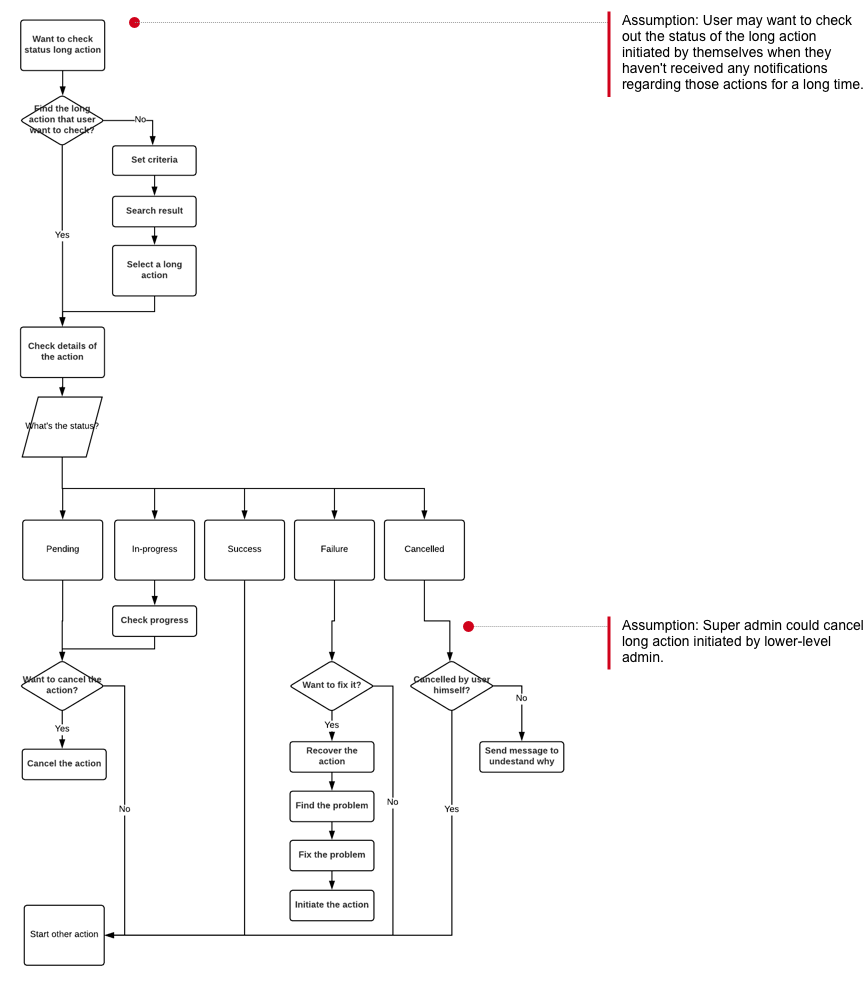 Want to check
status long action
Assumption: User may want to check
out the status of the long action
initiated by themselves when they
haven't received any notifications
regarding those actions for a long time.
Find the long
action that user
want to check?
No
Set criteria
Search result
Yes
Select a long
action
Check details of
the action
What's the status?
Pending
In-progress
Success
Failure
Cancelled
Check progress
Assumption: Super admin could cancel
long action initiated by lower-level
admin.
Want to cancel the
action?
Want to fix it?
Cancelled by user
himself?
No
Yes
Yes
Cancel the action
Recover the
action
Send message to
undestand why
No
Find the problem
No
Yes
Fix the problem
Initiate the action
Start other action